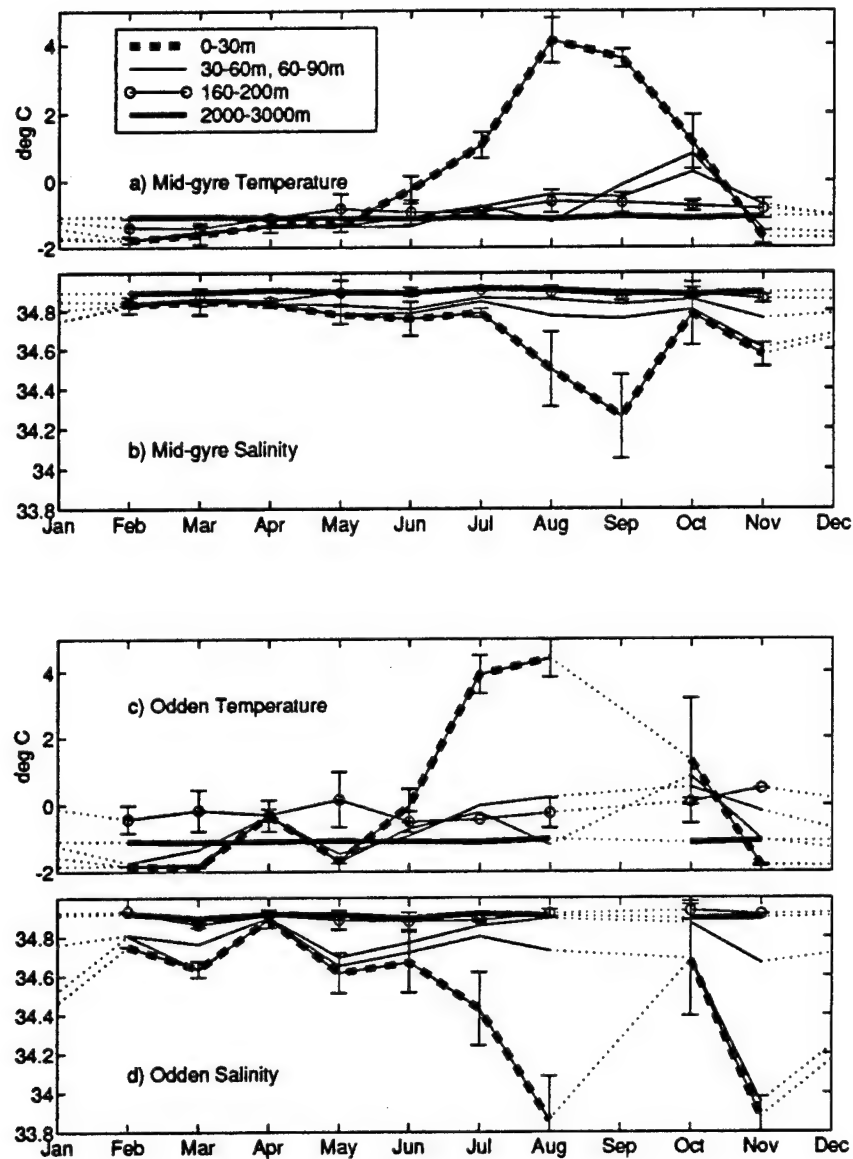 4
2
0
-2
deg C
0-30m
30-60m, 60-90m
160-200m
2000-3000m
a) Mid-gyre Temperature
34.8
34.6
34.4
34.2
34
33.8
b) Mid-gyre Salinity
Jan Feb Mar Apr May Jun Jul Aug Sep Oct Nov Dec
4
2
0
-2
deg C
c) Odden Temperature
34.8
34.6
34.4
34.2
34
33.8
d) Odden Salinity
Jan Feb Mar Apr May Jun Jul Aug Sep Oct Nov Dec